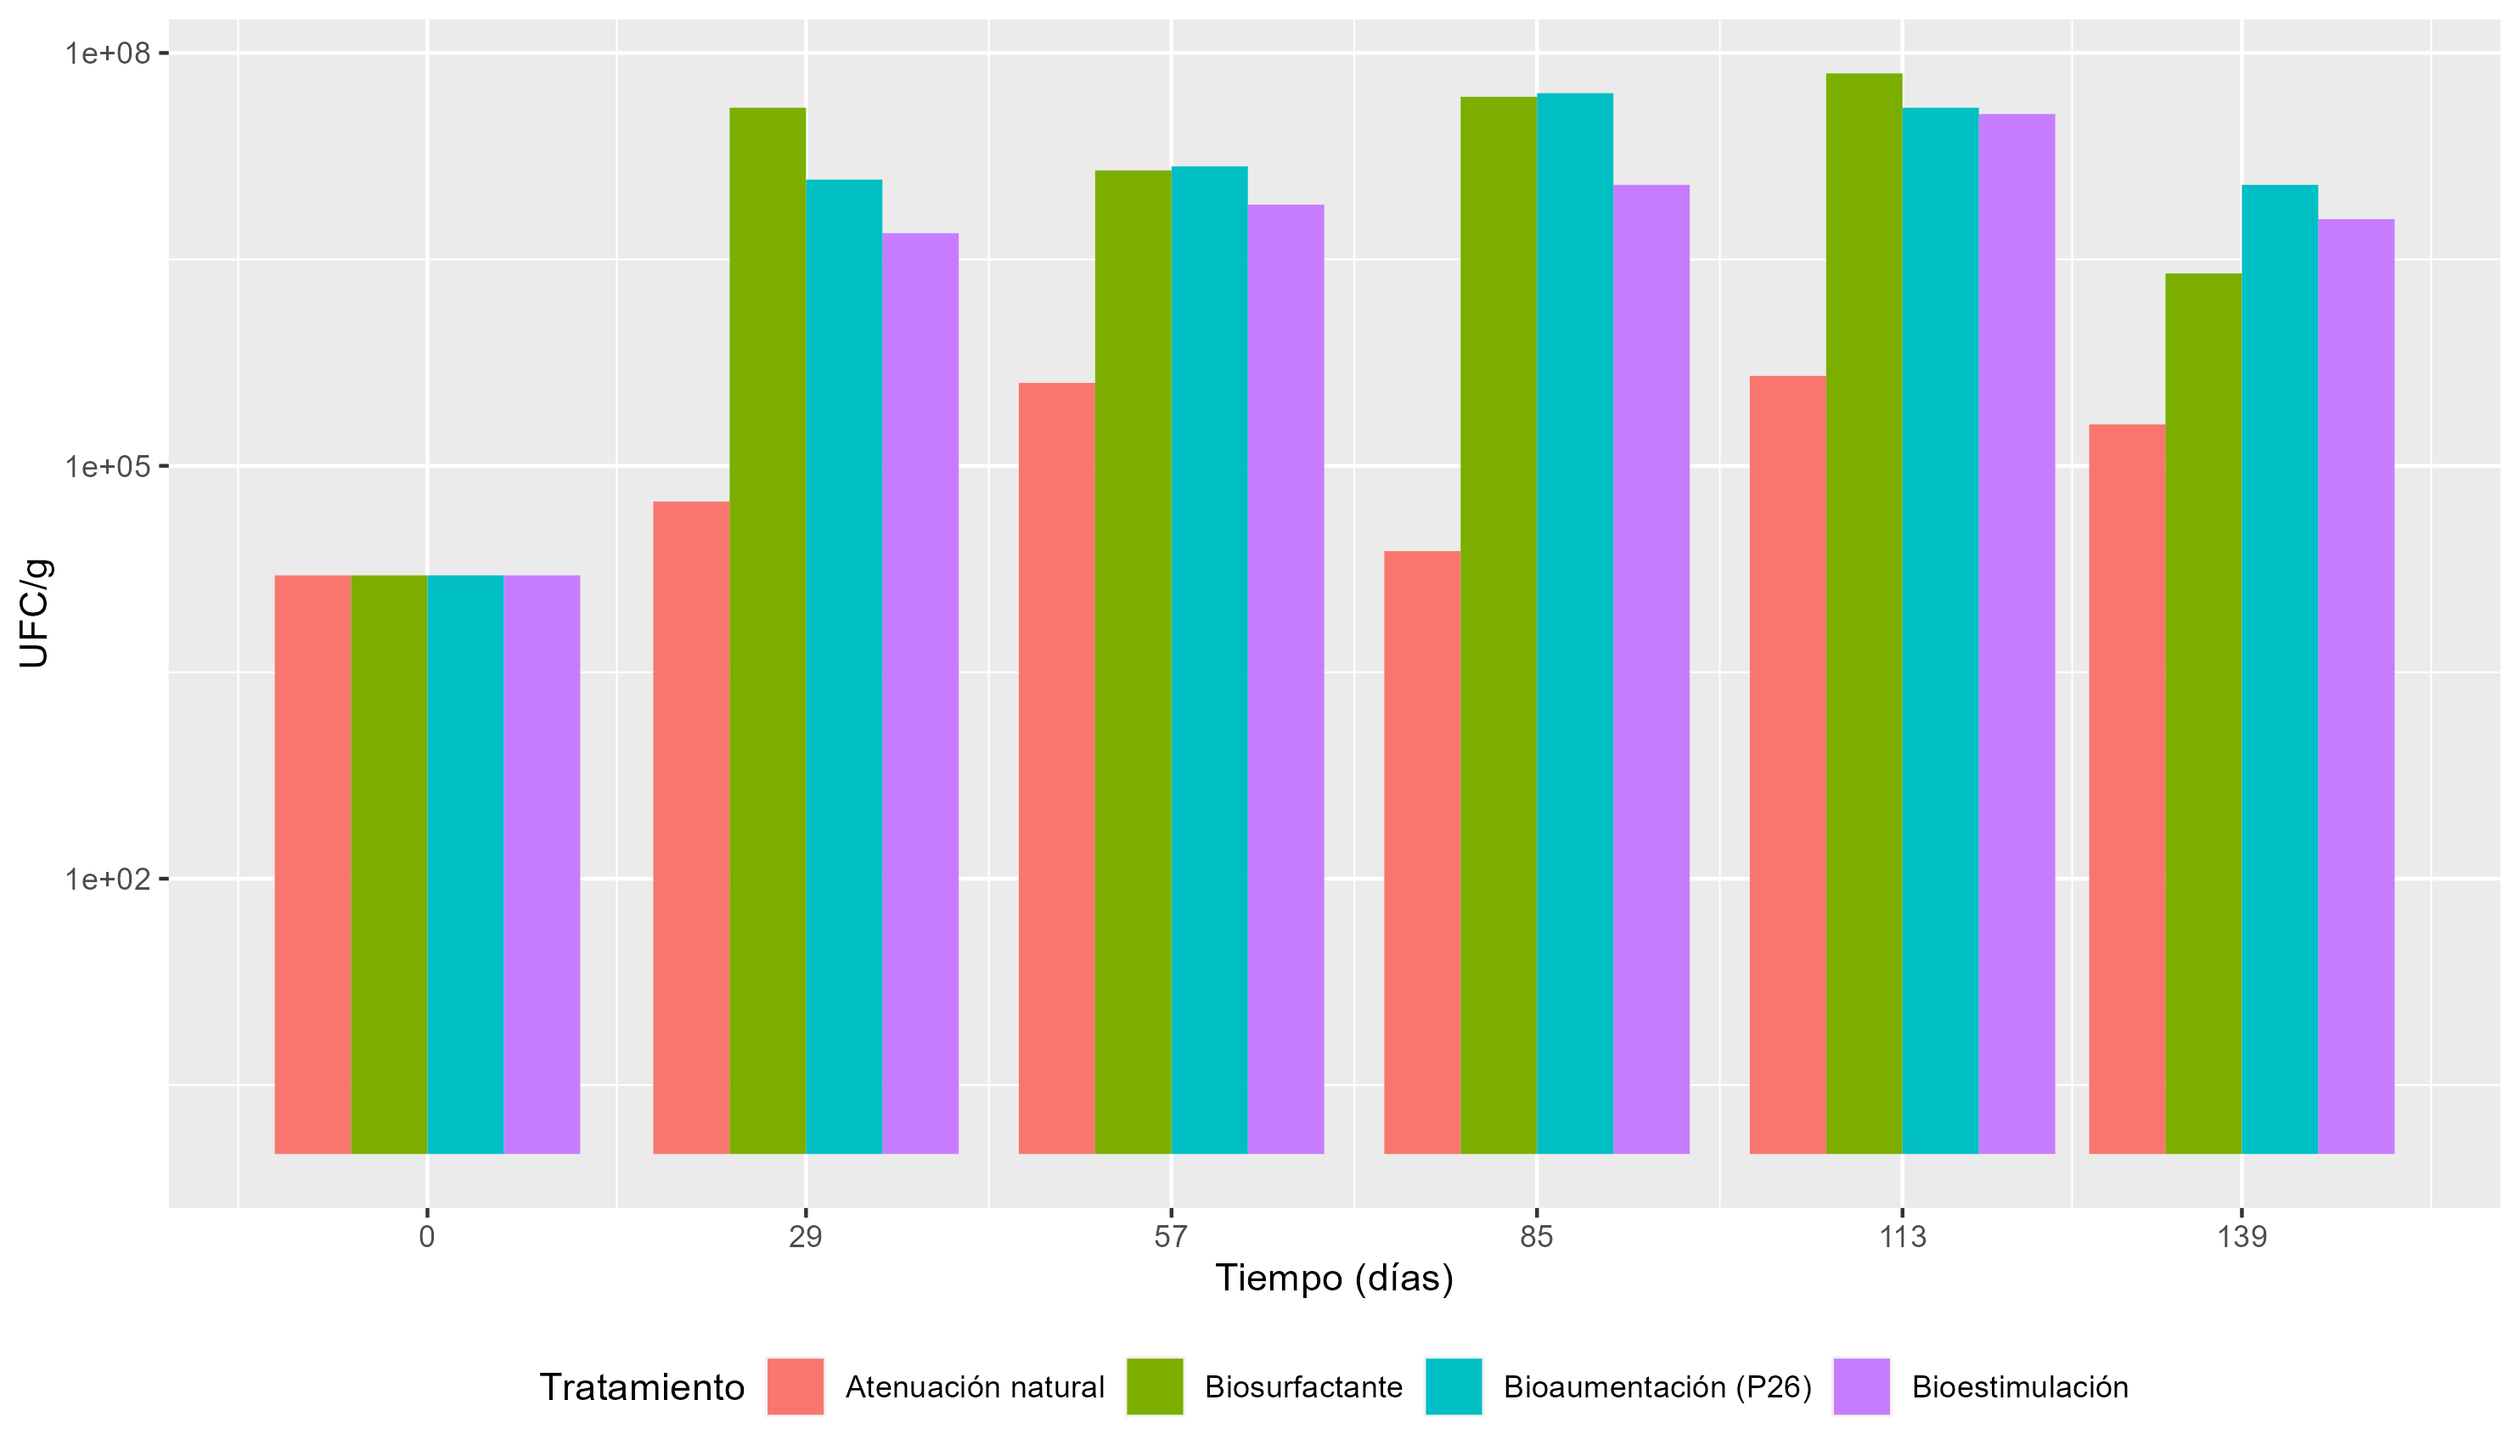 1e+08
1e+05
1e+02
UFC/g
0 29 57 85 113 139
Tiempo (días)
Tratamiento Atenuación natural Biosurfactante Bioaumentación (P26) Bioestimulación